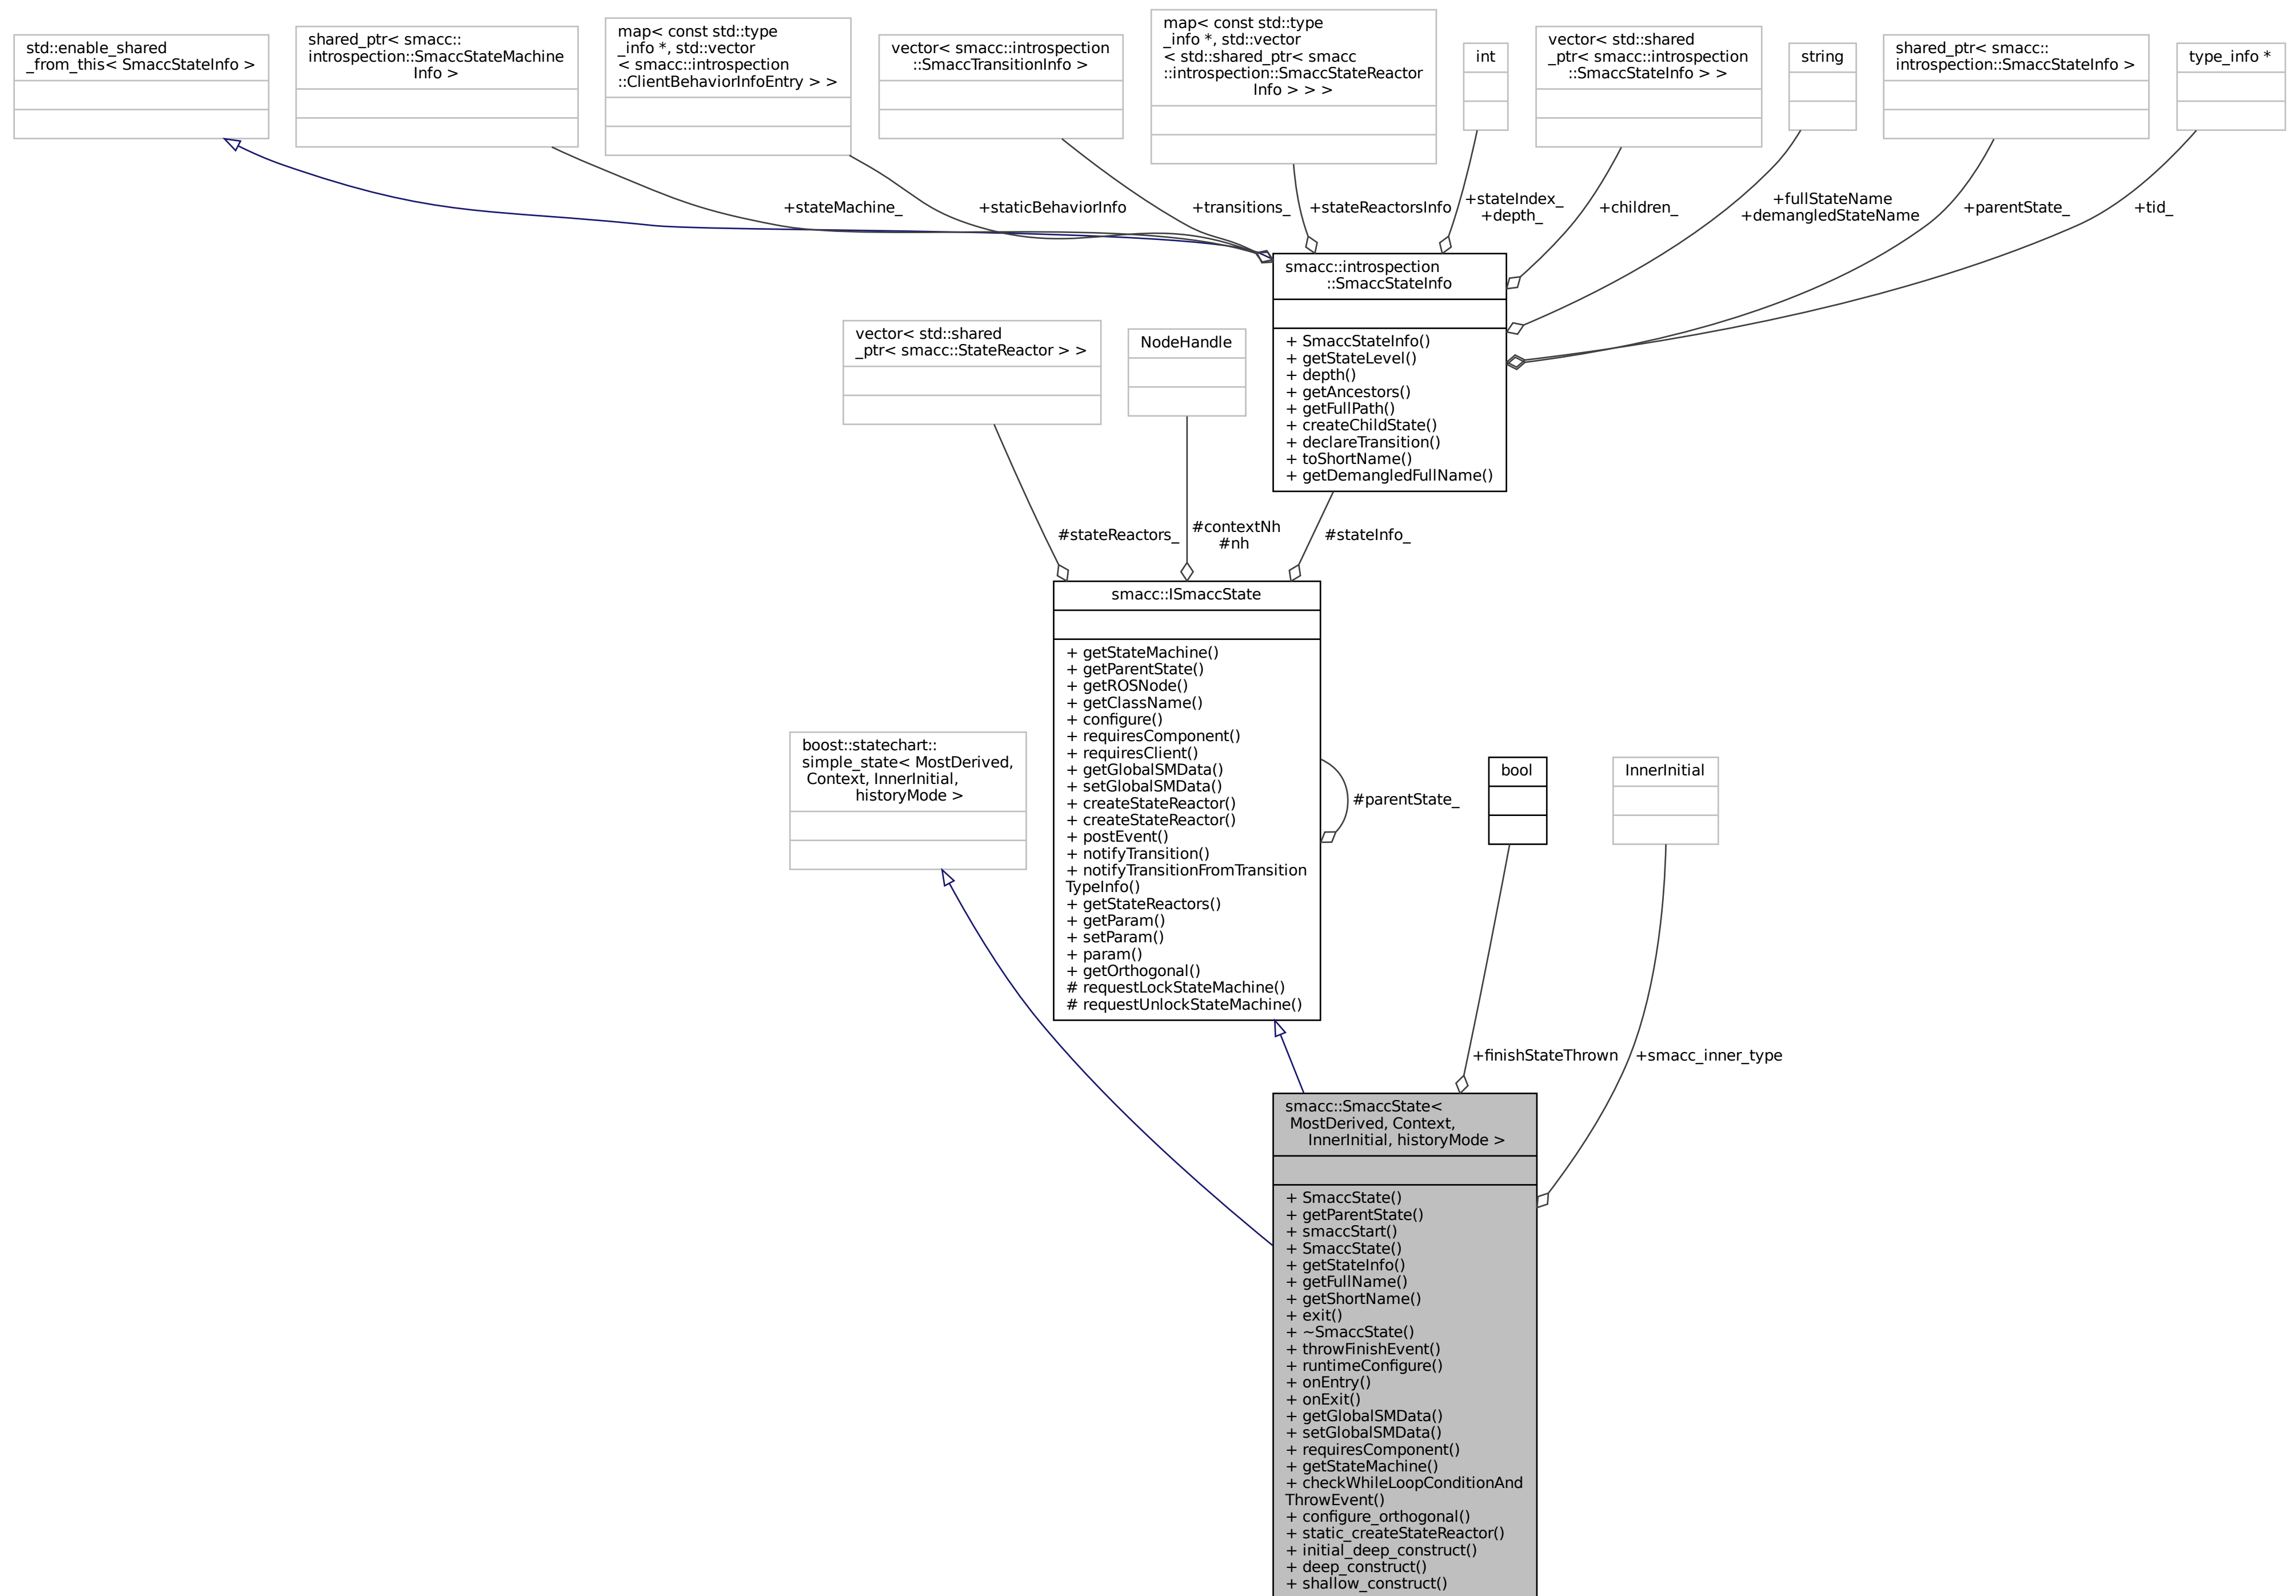 std::enable_shared
_from_this< SmaccStateInfo >
shared_ptr< smacc::
introspection::SmaccStateMachine
Info >
map< const std::type
_info *, std::vector
< smacc::introspection
::ClientBehaviorInfoEntry > >
vector< smacc::introspection
::SmaccTransitionInfo >
map< const std::type
_info *, std::vector
< std::shared_ptr< smacc
::introspection::SmaccStateReactor
Info > > >
int
vector< std::shared
_ptr< smacc::introspection
::SmaccStateInfo > >
string
shared_ptr< smacc::
introspection::SmaccStateInfo >
type_info *
+stateMachine_
+staticBehaviorInfo
+transitions_
+stateReactorsInfo
+stateIndex_
+depth_
+children_
+fullStateName
+demangledStateName
+parentState_
+tid_
smacc::introspection
::SmaccStateInfo
+ SmaccStateInfo()
+ getStateLevel()
+ depth()
+ getAncestors()
+ getFullPath()
+ createChildState()
+ declareTransition()
+ toShortName()
+ getDemangledFullName()
vector< std::shared
_ptr< smacc::StateReactor > >
NodeHandle
#stateReactors_
#contextNh
#nh
#stateInfo_
smacc::ISmaccState
+ getStateMachine()
+ getParentState()
+ getROSNode()
+ getClassName()
+ configure()
+ requiresComponent()
+ requiresClient()
+ getGlobalSMData()
+ setGlobalSMData()
+ createStateReactor()
+ createStateReactor()
+ postEvent()
+ notifyTransition()
+ notifyTransitionFromTransition
TypeInfo()
+ getStateReactors()
+ getParam()
+ setParam()
+ param()
+ getOrthogonal()
# requestLockStateMachine()
# requestUnlockStateMachine()
#parentState_
boost::statechart::
simple_state< MostDerived,
Context, InnerInitial,
historyMode >
bool
InnerInitial
+finishStateThrown
+smacc_inner_type
smacc::SmaccState<
MostDerived, Context,
InnerInitial, historyMode >
+ SmaccState()
+ getParentState()
+ smaccStart()
+ SmaccState()
+ getStateInfo()
+ getFullName()
+ getShortName()
+ exit()
+ ~SmaccState()
+ throwFinishEvent()
+ runtimeConfigure()
+ onEntry()
+ onExit()
+ getGlobalSMData()
+ setGlobalSMData()
+ requiresComponent()
+ getStateMachine()
+ checkWhileLoopConditionAnd
ThrowEvent()
+ configure_orthogonal()
+ static_createStateReactor()
+ initial_deep_construct()
+ deep_construct()
+ shallow_construct()